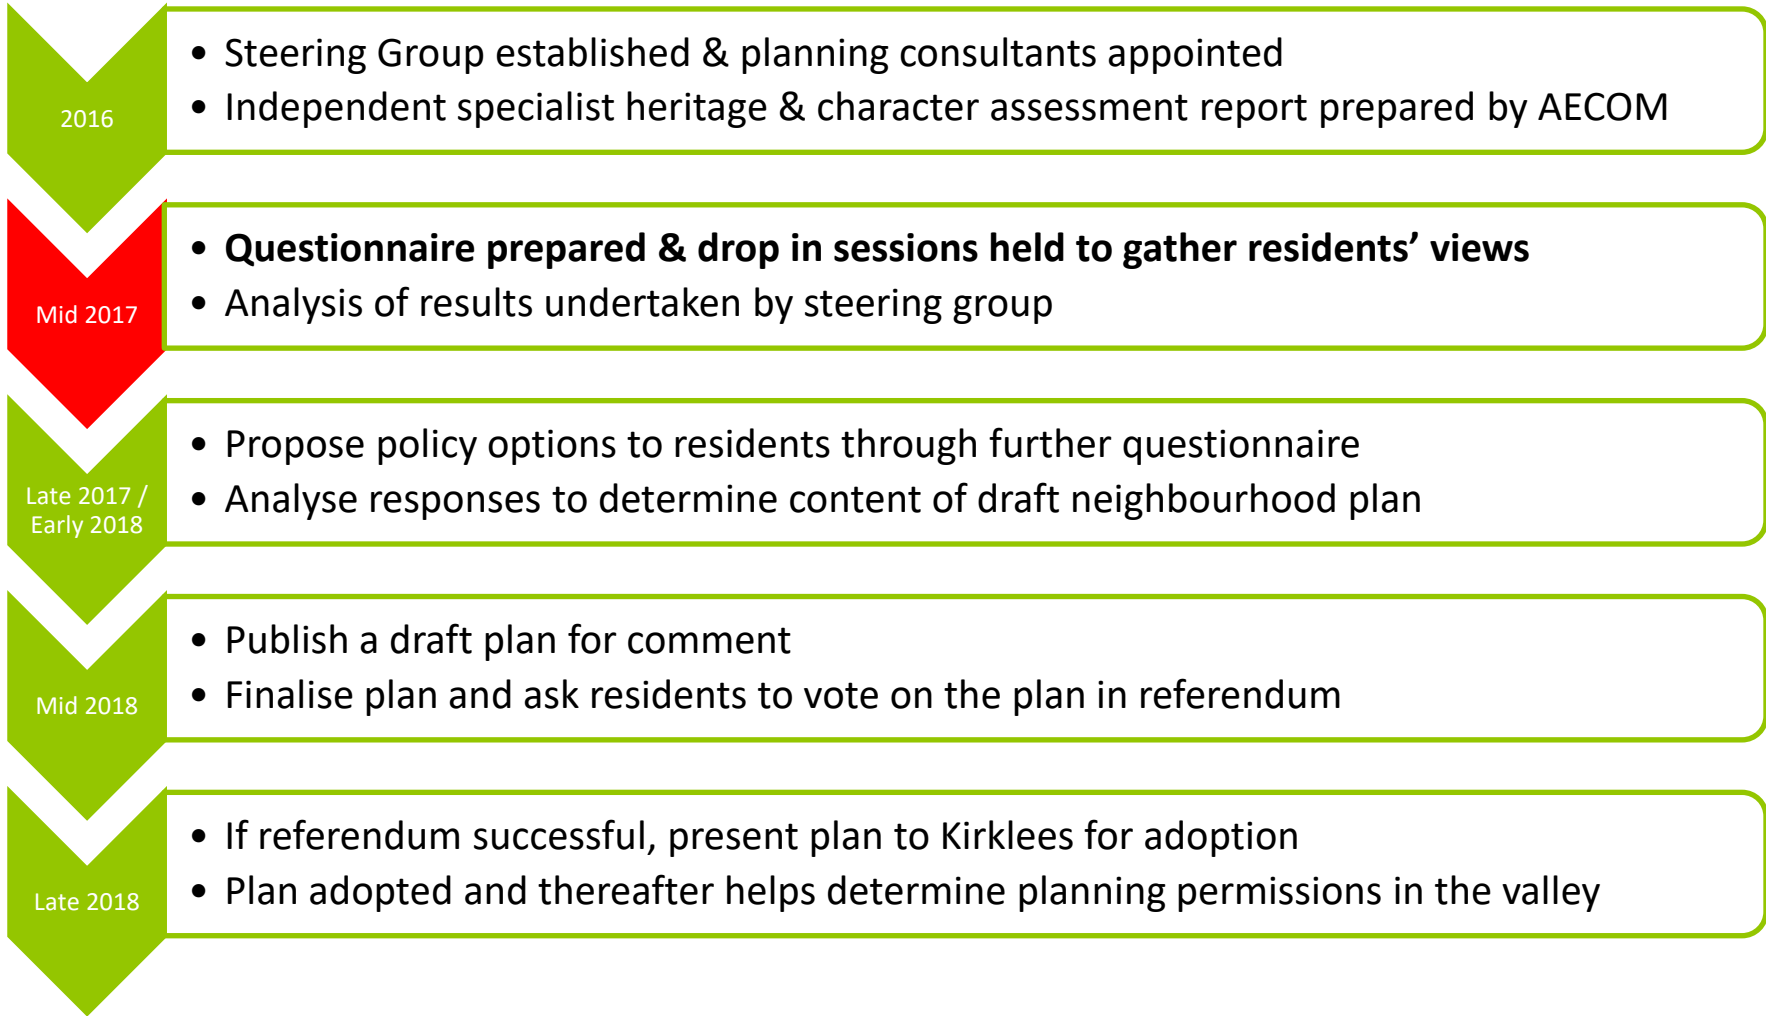 2016
• Steering Group established & planning consultants appointed
• Independent specialist heritage & character assessment report prepared by AECOM
Mid 2017
• Questionnaire prepared & drop in sessions held to gather residents’ views
• Analysis of results undertaken by steering group
Late 2017 /
Early 2018
• Propose policy options to residents through further questionnaire
• Analyse responses to determine content of draft neighbourhood plan
Mid 2018
• Publish a draft plan for comment
• Finalise plan and ask residents to vote on the plan in referendum
Late 2018
• If referendum successful, present plan to Kirklees for adoption
• Plan adopted and thereafter helps determine planning permissions in the valley